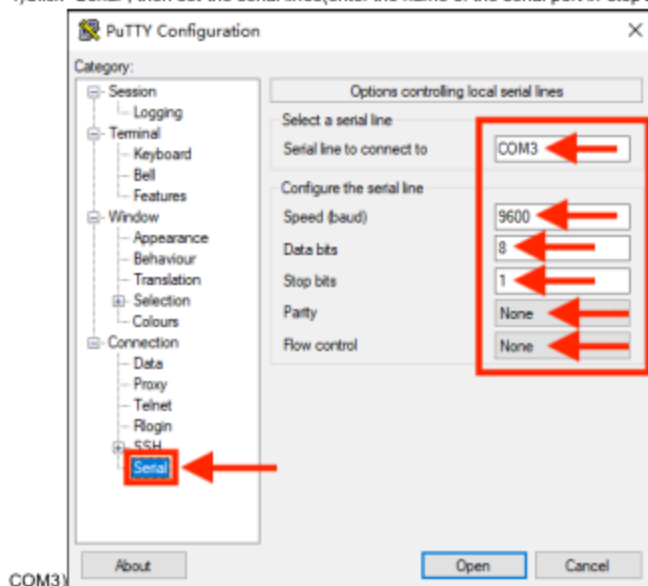 PuTTY Configuration
Category:
Session
Logging
Terminal
Keyboard
Bell
Features
Window
Appearance
Behaviour
Translation
Selection
Colours
Connection
Data
Proxy
Telnet
Rlogin
SSH
Serial
Options controlling local serial lines
Select a serial line
Serial line to connect to COM3
Configure the serial line
Speed (baud) 9600
Data bits 8
Stop bits 1
Parity None
Flow control None
About Open Cancel
COM3)